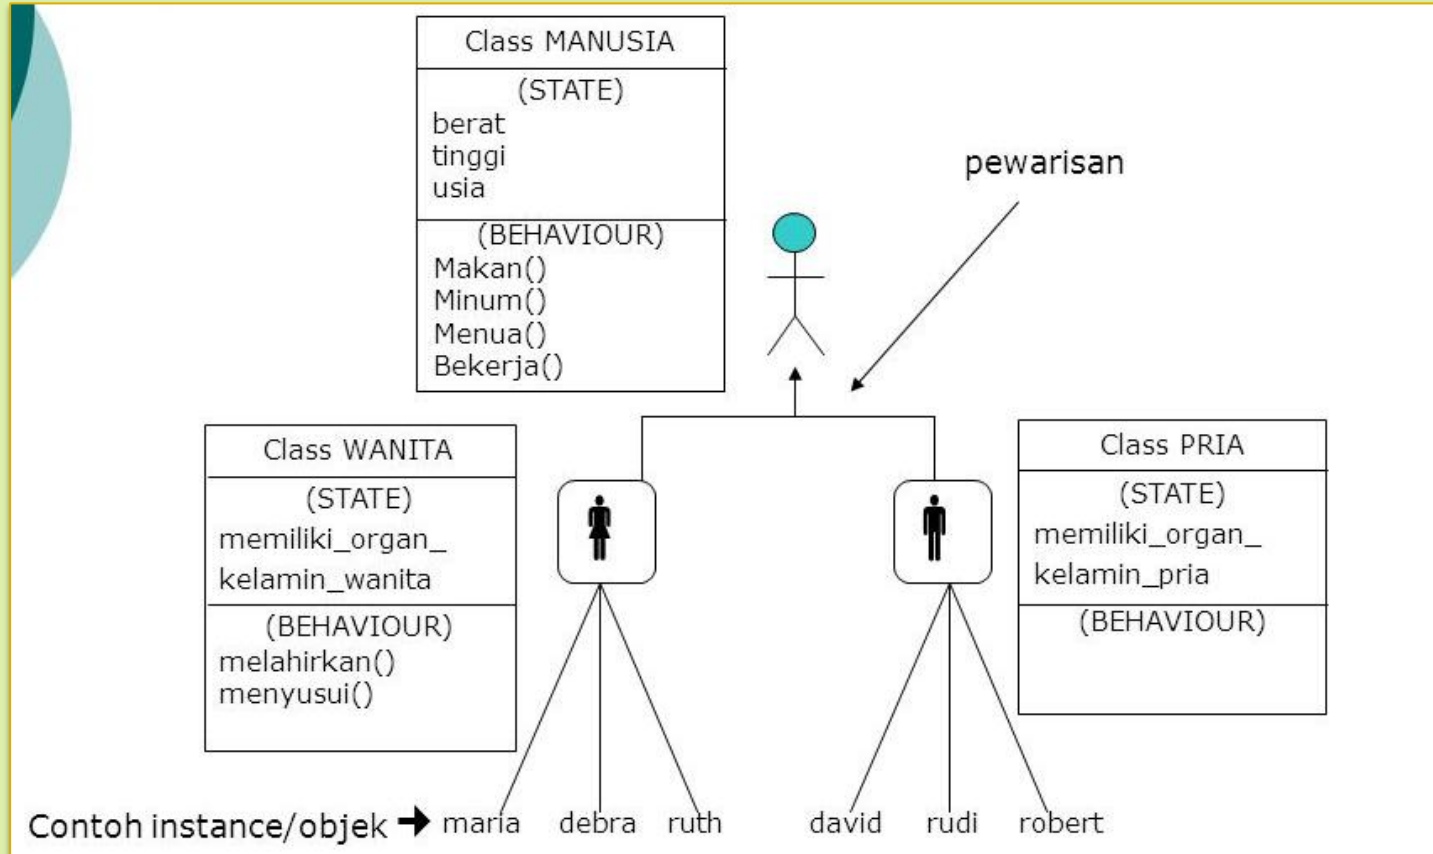 Class MANUSIA
(STATE)
berat
tinggi
usia
(BEHAVIOUR)
Makan()
Minum()
Menua()
Bekerja()
pewarisan
Class WANITA
(STATE)
memiliki_organ_
kelamin_wanita
(BEHAVIOUR)
melahirkan()
menyusui()
Class PRIA
(STATE)
memiliki_organ_
kelamin_pria
(BEHAVIOUR)
Contoh instance/objek → maria debra ruth david rudi robert